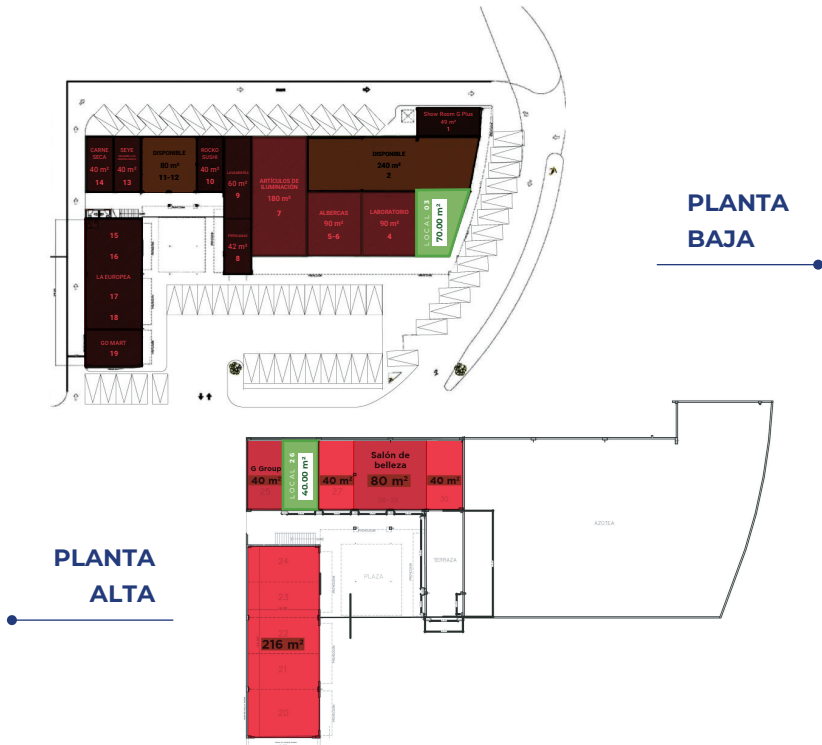 Show Room G Plus
49 m²
1
CARNE
SECA
40 m²
14
SEYE
40 m²
13
DISPONIBLE
80 m²
11-12
ROCKO
SUSHI
40 m²
10
60 m²
9
42 m²
8
ARTÍCULOS DE
ILUMINACIÓN
180 m²
7
DISPONIBLE
240 m²
2
ALBERCAS
90 m²
5-6
LABORATORIO
90 m²
4
LOCAL 03
70.00 m²
15
16
LA EUROPEA
17
18
GO MART
19
PLANTA
BAJA
G Group
40 m²
25
LOCAL 26
40.00 m²
40 m²
27
Salón de
belleza
80 m²
40 m²
TERRAZA
AZOTEA
PLAZA
24
23
22
216 m²
21
20
PLANTA
ALTA